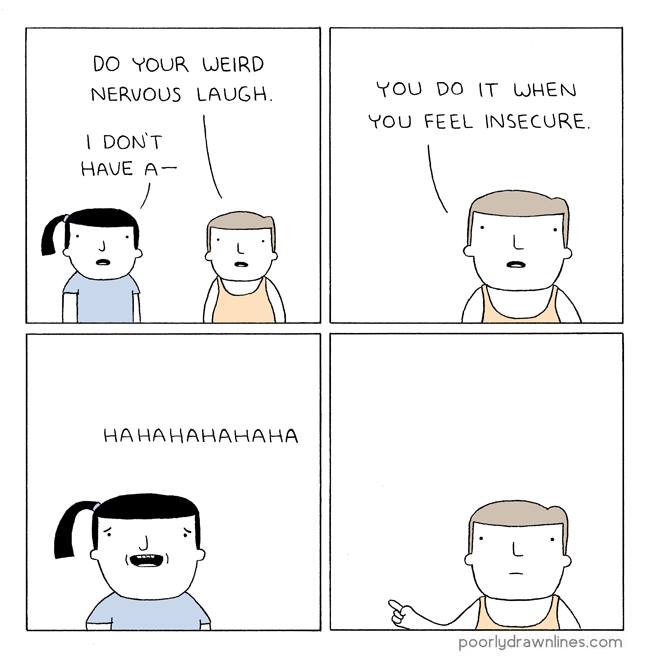 DO YOUR WEIRD
NERVOUS LAUGH.
I DON'T
HAVE A—
YOU DO IT WHEN
YOU FEEL INSECURE.
HAHAHAHAHAHA
poorlydrawnlines.com